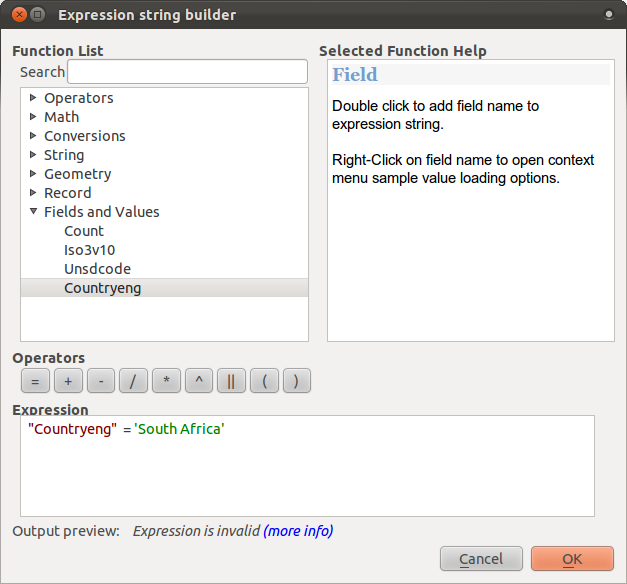 Expression string builder
Function List
Search
Operators
Math
Conversions
String
Geometry
Record
Fields and Values
Count
Iso3v10
Unsdcode
Countryeng
Selected Function Help
Field
Double click to add field name to
expression string.
Right-Click on field name to open context
menu sample value loading options.
Operators
= + - / * ^ || ( )
Expression
"Countryeng" = 'South Africa'
Output preview: Expression is invalid (more info)
Cancel OK